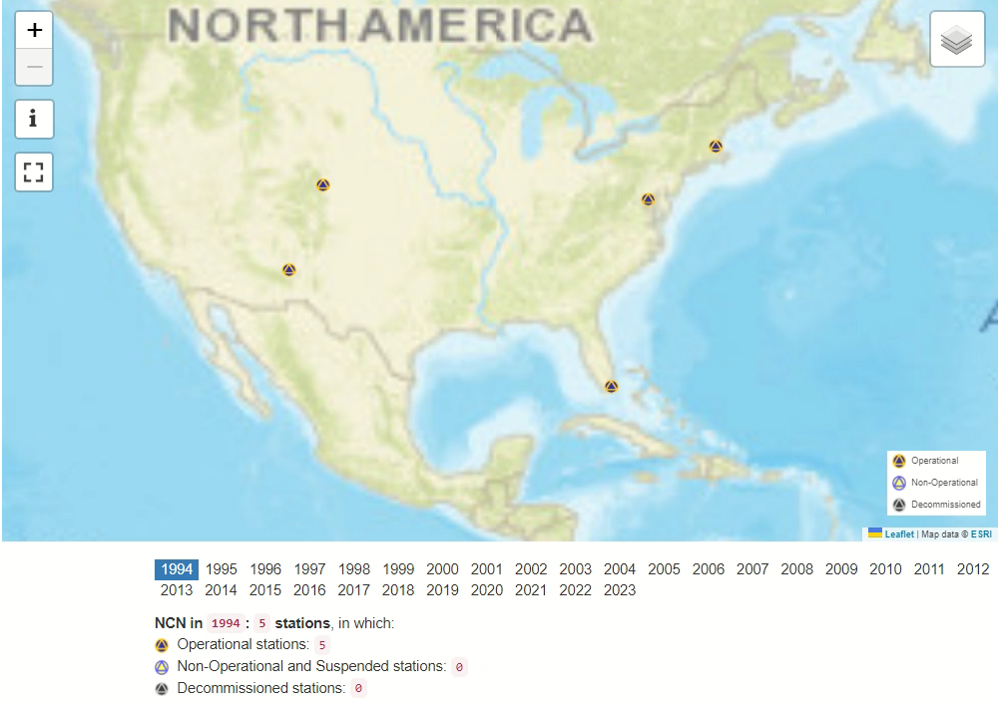 NORTH AMERICA
+
−
i
A
Operational
Non-Operational
Decommissioned
Leaflet | Map data © ESRI
1994 1995 1996 1997 1998 1999 2000 2001 2002 2003 2004 2005 2006 2007 2008 2009 2010 2011 2012
2013 2014 2015 2016 2017 2018 2019 2020 2021 2022 2023
NCN in 1994 : 5 stations, in which:
Operational stations: 5
Non-Operational and Suspended stations: 0
Decommissioned stations: 0